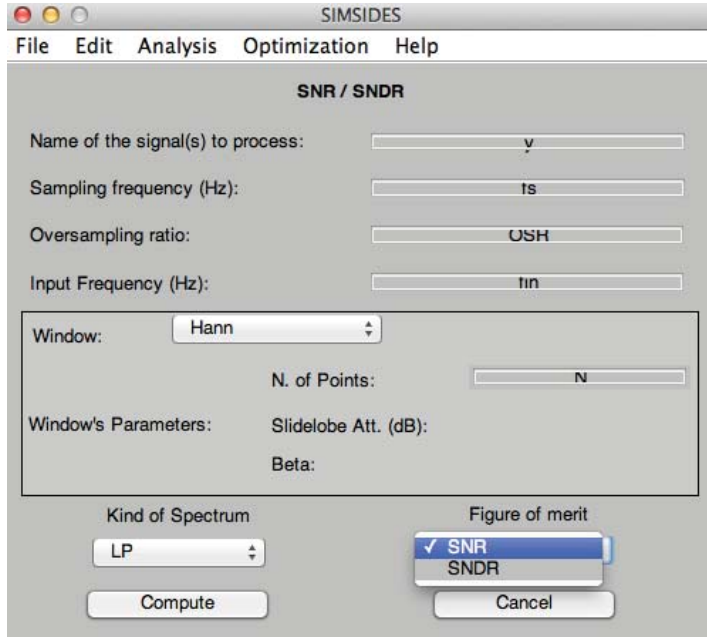 SIMSIDES
File Edit Analysis Optimization Help
SNR / SNDR
Name of the signal(s) to process: y
Sampling frequency (Hz): fs
Oversampling ratio: OSR
Input Frequency (Hz): fin
Window: Hann
N. of Points: N
Window's Parameters: Slidelobe Att. (dB):
Beta:
Kind of Spectrum Figure of merit
LP ✓ SNR
SNDR
Compute Cancel